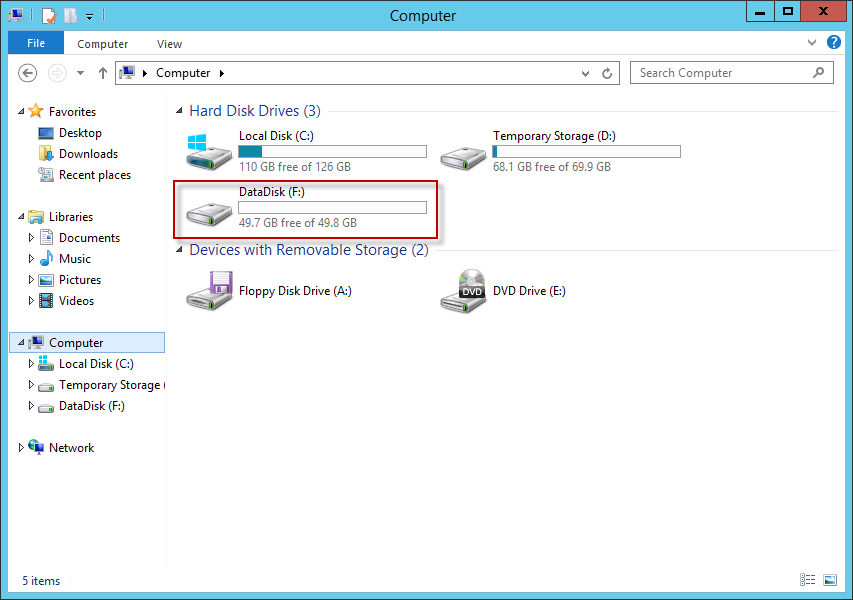 Computer
File
Computer
View
Computer
Search Computer
Favorites
Desktop
Downloads
Recent places
Libraries
Documents
Music
Pictures
Videos
Computer
Local Disk (C:)
Temporary Storage (
DataDisk (F:)
Network
Hard Disk Drives (3)
Local Disk (C:)
110 GB free of 126 GB
Temporary Storage (D:)
68.1 GB free of 69.9 GB
DataDisk (F:)
49.7 GB free of 49.8 GB
Devices with Removable Storage (2)
Floppy Disk Drive (A:)
DVD
DVD Drive (E:)
5 items